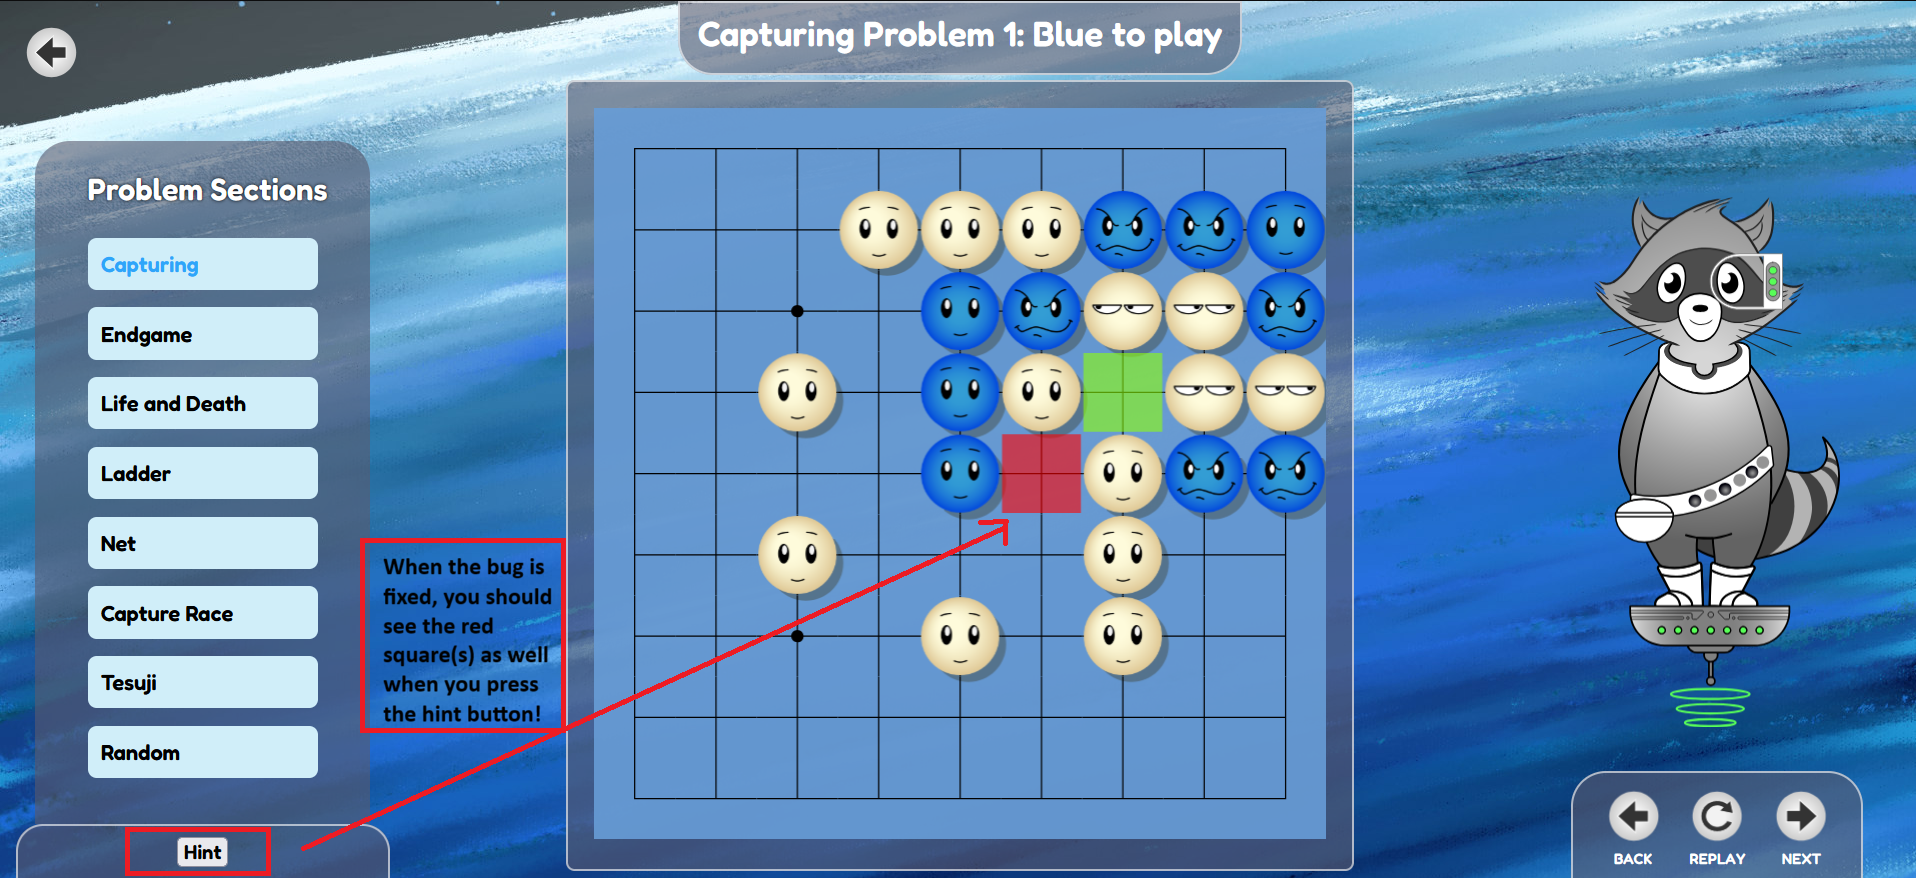 Capturing Problem 1: Blue to play
Problem Sections
Capturing
Endgame
Life and Death
Ladder
Net
Capture Race
Tesuji
Random
When the bug is
fixed, you should
see the red
square(s) as well
when you press
the hint button!
Hint
BACK
REPLAY
NEXT